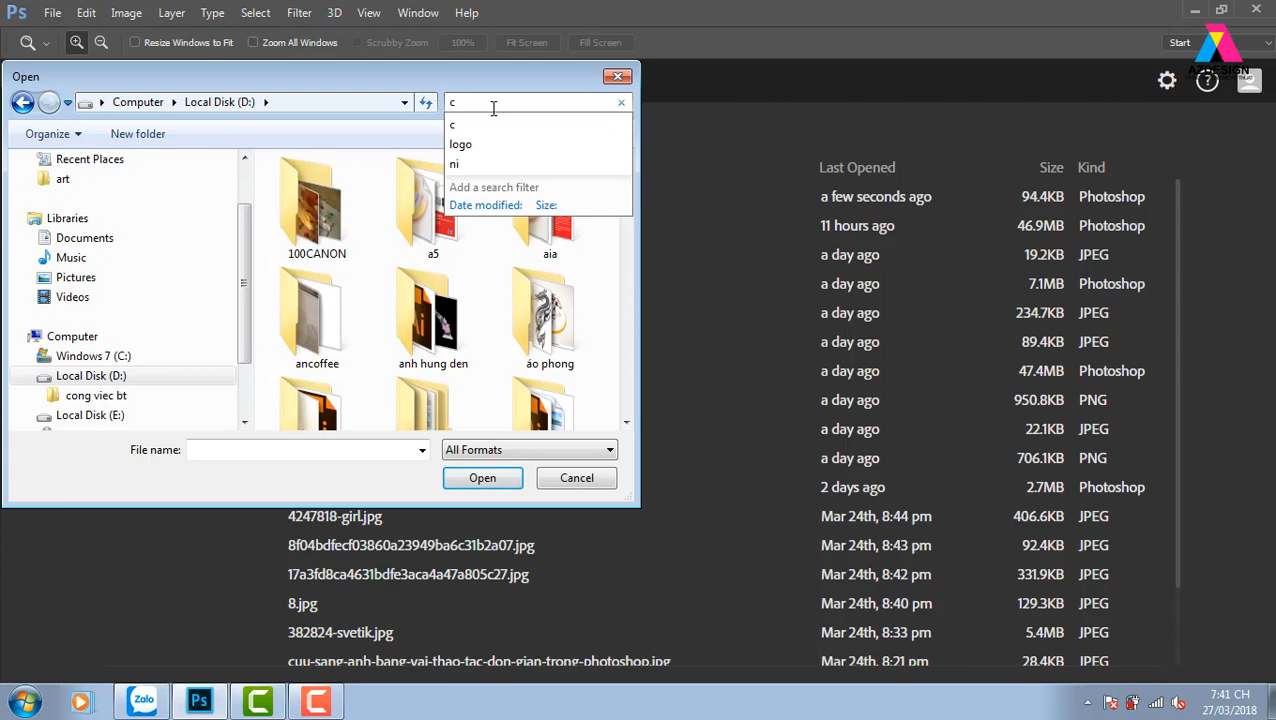 Ps File Edit Image Layer Type Select Filter 3D View Window Help
Resize Windows to Fit Zoom All Windows Scrubby Zoom 100% Fit Screen Fill Screen Start
AZDESIGN
Open
Computer Local Disk (D:) c
Organize New folder
c
logo
ni
Add a search filter
Date modified: Size:
Recent Places
art
Libraries
Documents
Music
Pictures
Videos
Computer
Windows 7 (C:)
Local Disk (D:)
cong viec bt
Local Disk (E:)
100CANON a5 aia
ancoffee anh hung den áo phong
File name: All Formats
Open Cancel
Last Opened Size Kind
a few seconds ago 94.4KB Photoshop
11 hours ago 46.9MB Photoshop
a day ago 19.2KB JPEG
a day ago 7.1MB Photoshop
a day ago 234.7KB JPEG
a day ago 89.4KB JPEG
a day ago 47.4MB Photoshop
a day ago 950.8KB PNG
a day ago 22.1KB JPEG
a day ago 706.1KB PNG
2 days ago 2.7MB Photoshop
4247818-girl.jpg Mar 24th, 8:44 pm 406.6KB JPEG
8f04bdfecf03860a23949ba6c31b2a07.jpg Mar 24th, 8:43 pm 92.4KB JPEG
17a3fd8ca4631bdfe3aca4a47a805c27.jpg Mar 24th, 8:42 pm 331.9KB JPEG
8.jpg Mar 24th, 8:40 pm 129.3KB JPEG
382824-svetik.jpg Mar 24th, 8:33 pm 5.4MB JPEG
cuu-sang-anh-bang-vai-thao-tac-don-gian-trong-photoshop.jpg Mar 24th, 8:21 pm 28.4KB JPEG
Zalo Ps
7:41 CH
27/03/2018